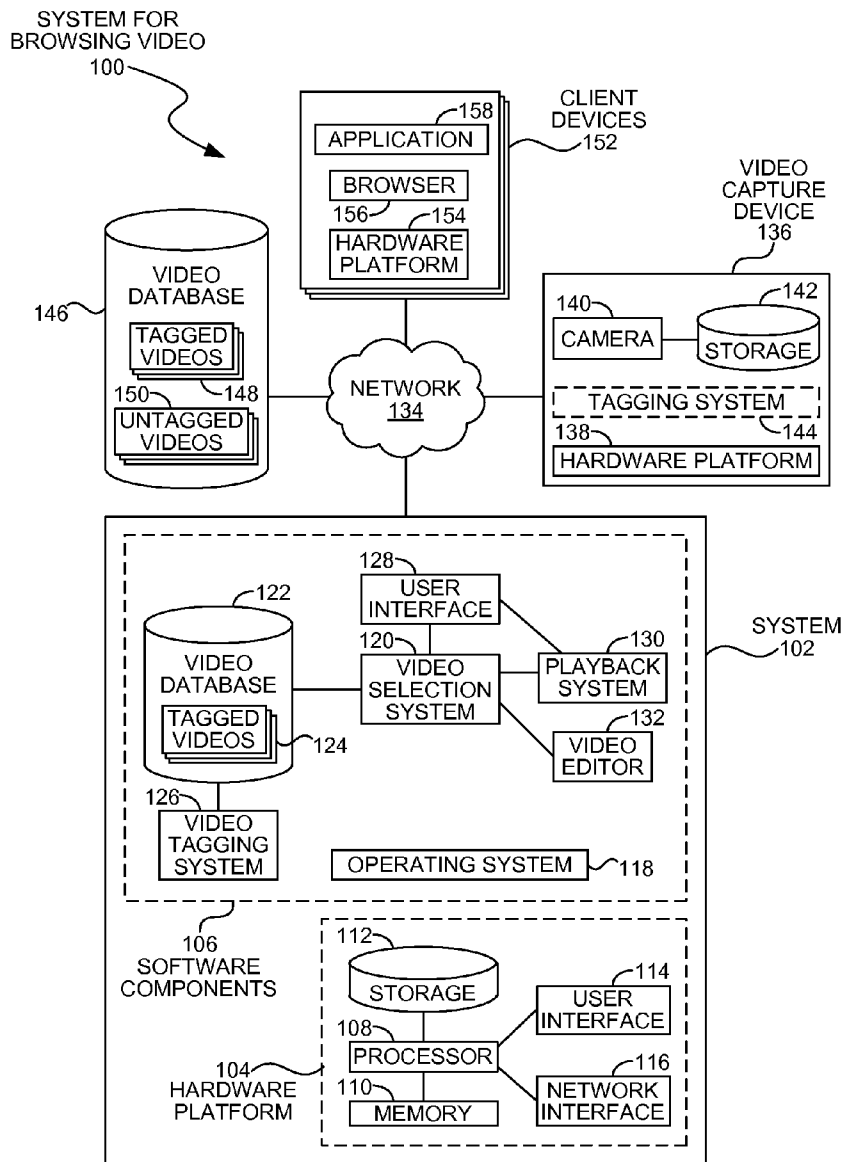 SYSTEM FOR
BROWSING VIDEO
100
158
APPLICATION
BROWSER
156
154
HARDWARE
PLATFORM
CLIENT
DEVICES
152
VIDEO
CAPTURE
DEVICE
136
140
CAMERA
142
STORAGE
TAGGING SYSTEM
144
138
HARDWARE PLATFORM
146
VIDEO
DATABASE
TAGGED
VIDEOS
148
150
UNTAGGED
VIDEOS
NETWORK
134
122
VIDEO
DATABASE
TAGGED
VIDEOS
124
126
VIDEO
TAGGING
SYSTEM
128
USER
INTERFACE
120
VIDEO
SELECTION
SYSTEM
130
PLAYBACK
SYSTEM
132
VIDEO
EDITOR
OPERATING SYSTEM
118
SYSTEM
102
106
SOFTWARE
COMPONENTS
112
STORAGE
108
PROCESSOR
110
MEMORY
114
USER
INTERFACE
116
NETWORK
INTERFACE
104
HARDWARE
PLATFORM